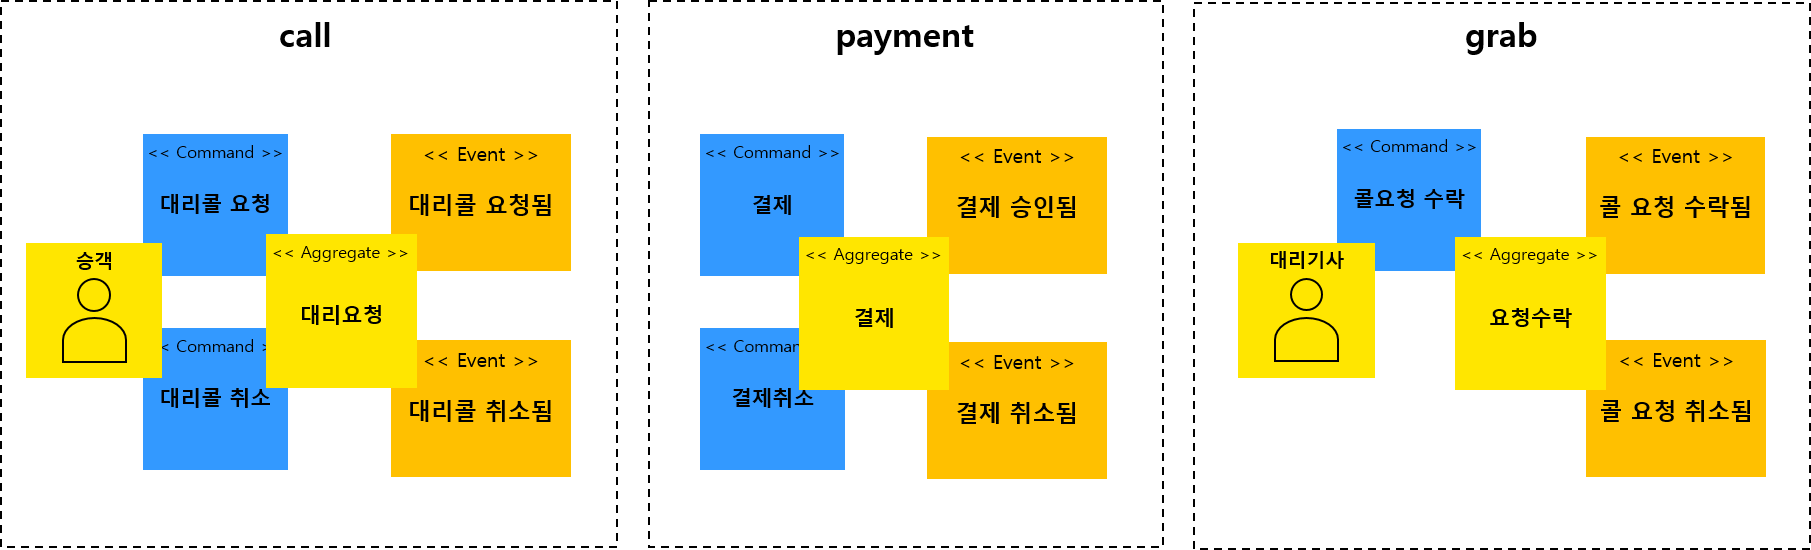 call
<< Command >>
대리콜 요청
<< Event >>
대리콜 요청됨
승객
<< Aggregate >>
대리요청
< Command >
대리콜 취소
<< Event >>
대리콜 취소됨
payment
<< Command >>
결제
<< Event >>
결제 승인됨
<< Aggregate >>
결제
<< Comman
결제취소
<< Event >>
결제 취소됨
grab
<< Command >>
콜요청 수락
<< Event >>
콜 요청 수락됨
대리기사
<< Aggregate >>
요청수락
<< Event >>
콜 요청 취소됨